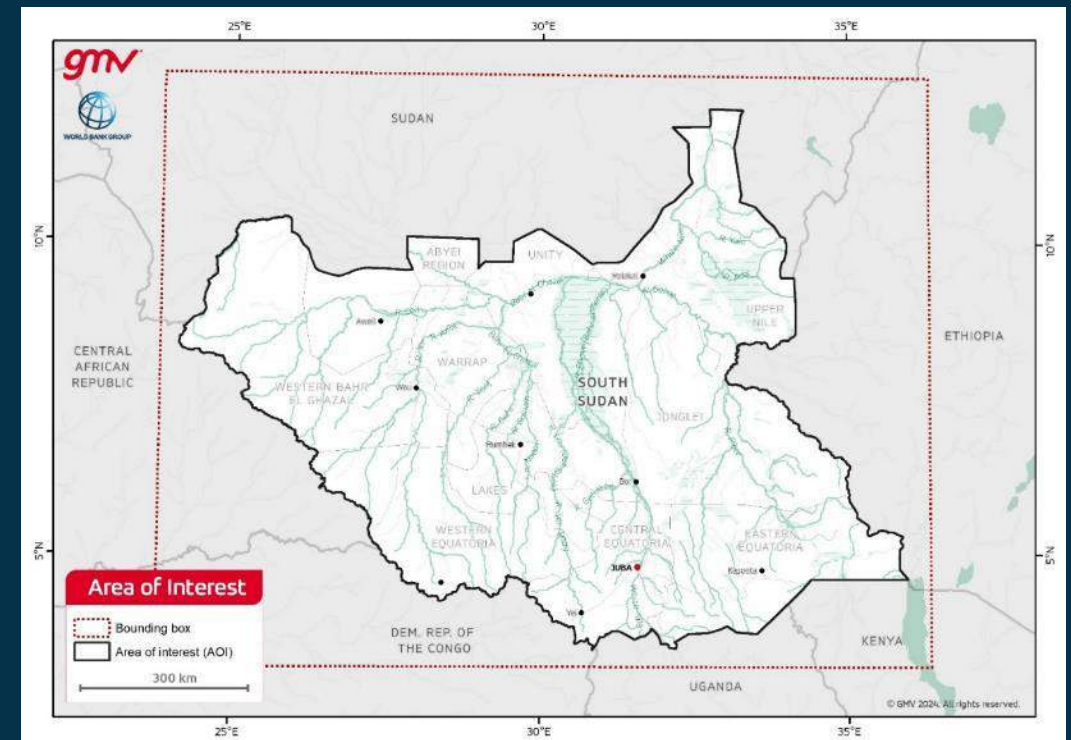 25°E 30°E 35°E
gmv
WORLD BANK GROUP
SUDAN
10°N 10°N
ABYEI
REGION
UNITY
Malakal
UPPER
NILE
Aweil
ETHIOPIA
CENTRAL
AFRICAN
REPUBLIC
WARRAP
WESTERN BAHR
EL GHAZAL
Wau
SOUTH
SUDAN
JONGLEI
Rumbek
Bor
LAKES
WESTERN
EQUATORIA
CENTRAL
EQUATORIA
EASTERN
EQUATORIA
5°N 5°N
JUBA
Kapoeta
Yei
Area of Interest
Bounding box
Area of interest (AOI)
300 km
DEM. REP. OF
THE CONGO
KENYA
UGANDA
© GMV 2024. All rights reserved.
25°E 30°E 35°E